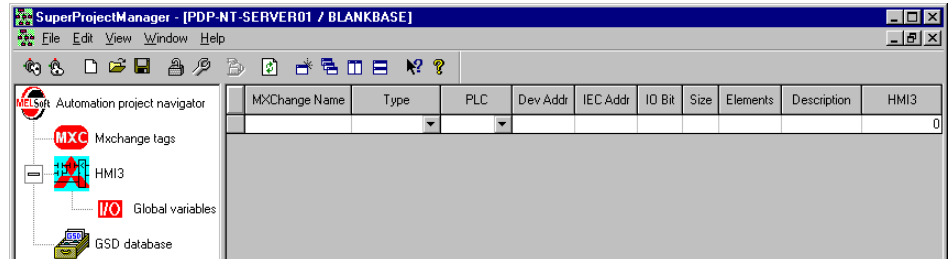 SuperProjectManager - [PDP-NT-SERVER01 / BLANKBASE]
File Edit View Window Help
MELSoft Automation project navigator
MXChange Name Type PLC Dev Addr IEC Addr IO Bit Size Elements Description HMI3
0
MXC Mxchange tags
HMI3
I/O Global variables
GSD GSD database